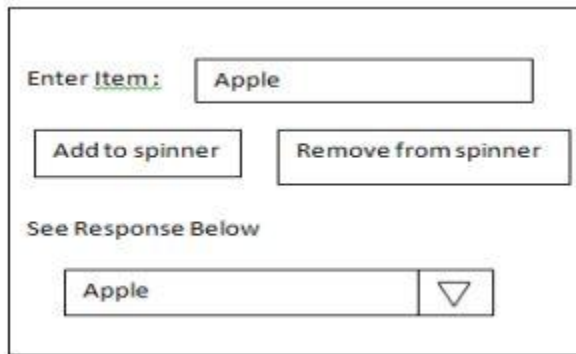 Enter Item : Apple
Add to spinner Remove from spinner
See Response Below
Apple